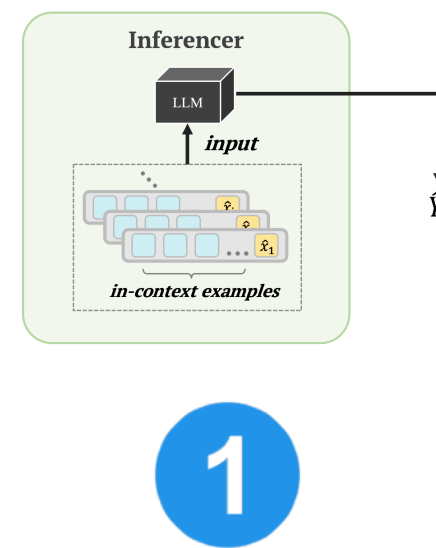 Inferencer
LLM
input
... x̂₁
in-context examples
1